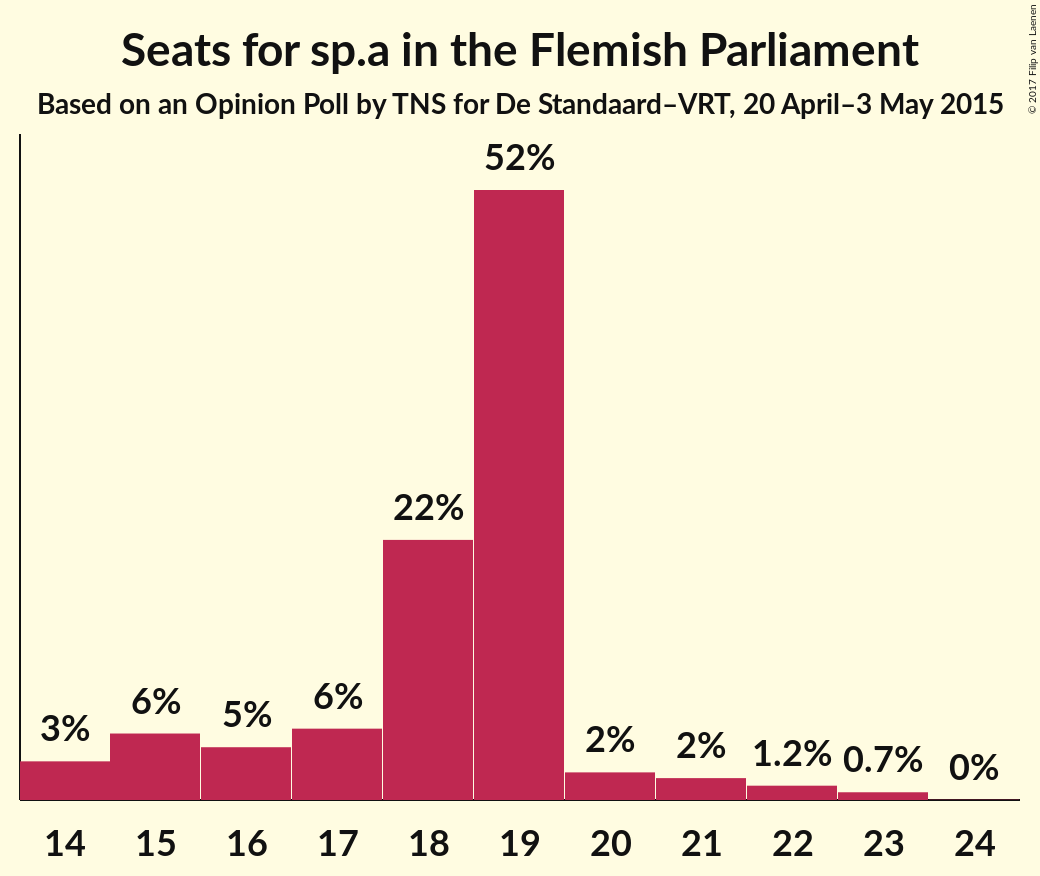 Seats for sp.a in the Flemish Parliament
Based on an Opinion Poll by TNS for De Standaard–VRT, 20 April–3 May 2015
© 2017 Filip van Laenen
52%
22%
6%
6%
5%
3%
2%
2%
1.2%
0.7%
0%
14 15 16 17 18 19 20 21 22 23 24